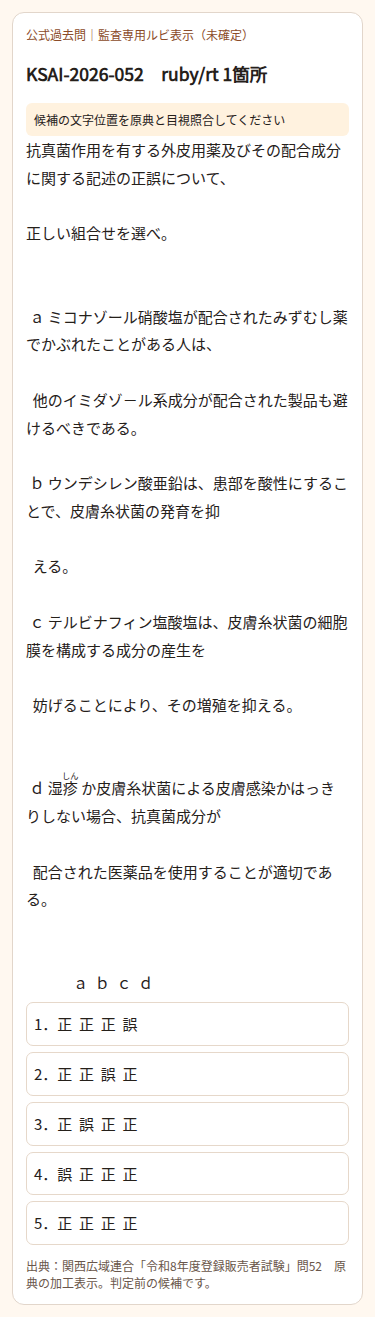 公式過去問｜監査専用ルビ表示（未確定）
KSAI-2026-052　ruby/rt 1箇所
候補の文字位置を原典と目視照合してください
抗真菌作用を有する外皮用薬及びその配合成分
に関する記述の正誤について、
正しい組合せを選べ。
ａ ミコナゾール硝酸塩が配合されたみずむし薬
でかぶれたことがある人は、
他のイミダゾール系成分が配合された製品も避
けるべきである。
ｂ ウンデシレン酸亜鉛は、患部を酸性にするこ
とで、皮膚糸状菌の発育を抑
える。
ｃ テルビナフィン塩酸塩は、皮膚糸状菌の細胞
膜を構成する成分の産生を
妨げることにより、その増殖を抑える。
しん
ｄ 湿疹 か皮膚糸状菌による皮膚感染かはっき
りしない場合、抗真菌成分が
配合された医薬品を使用することが適切であ
る。
ａ ｂ ｃ ｄ
1. 正 正 正 誤
2. 正 正 誤 正
3. 正 誤 正 正
4. 誤 正 正 正
5. 正 正 正 正
出典：関西広域連合「令和8年度登録販売者試験」問52　原
典の加工表示。判定前の候補です。